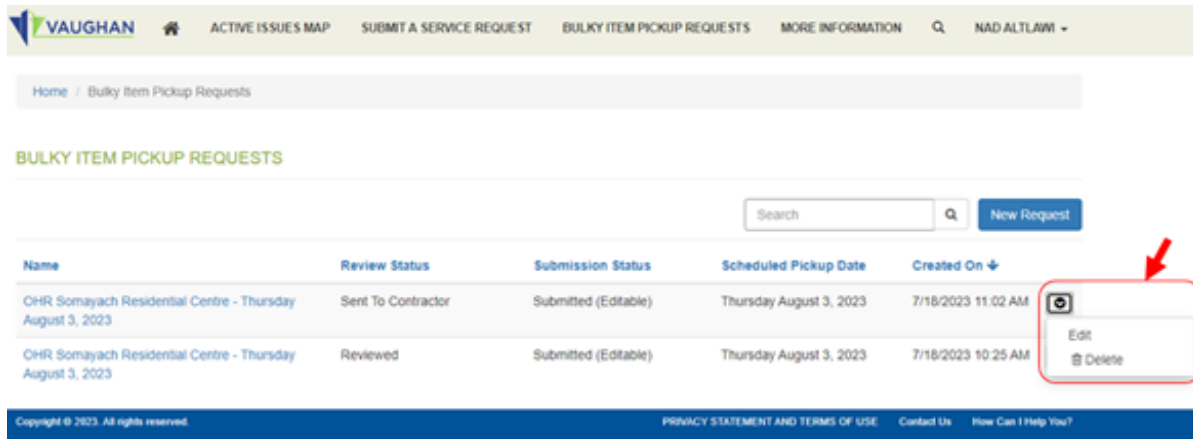 VAUGHAN ACTIVE ISSUES MAP SUBMIT A SERVICE REQUEST BULKY ITEM PICKUP REQUESTS MORE INFORMATION NAD ALTLAWI
Home / Bulky Item Pickup Requests
BULKY ITEM PICKUP REQUESTS
Search New Request
Name Review Status Submission Status Scheduled Pickup Date Created On
OHR Somayach Residential Centre - Thursday Sent To Contractor Submitted (Editable) Thursday August 3, 2023 7/18/2023 11:02 AM
August 3, 2023
Edit
OHR Somayach Residential Centre - Thursday Reviewed Submitted (Editable) Thursday August 3, 2023 7/18/2023 10:25 AM Delete
August 3, 2023
Copyright © 2023. All rights reserved. PRIVACY STATEMENT AND TERMS OF USE Contact Us How Can I Help You?